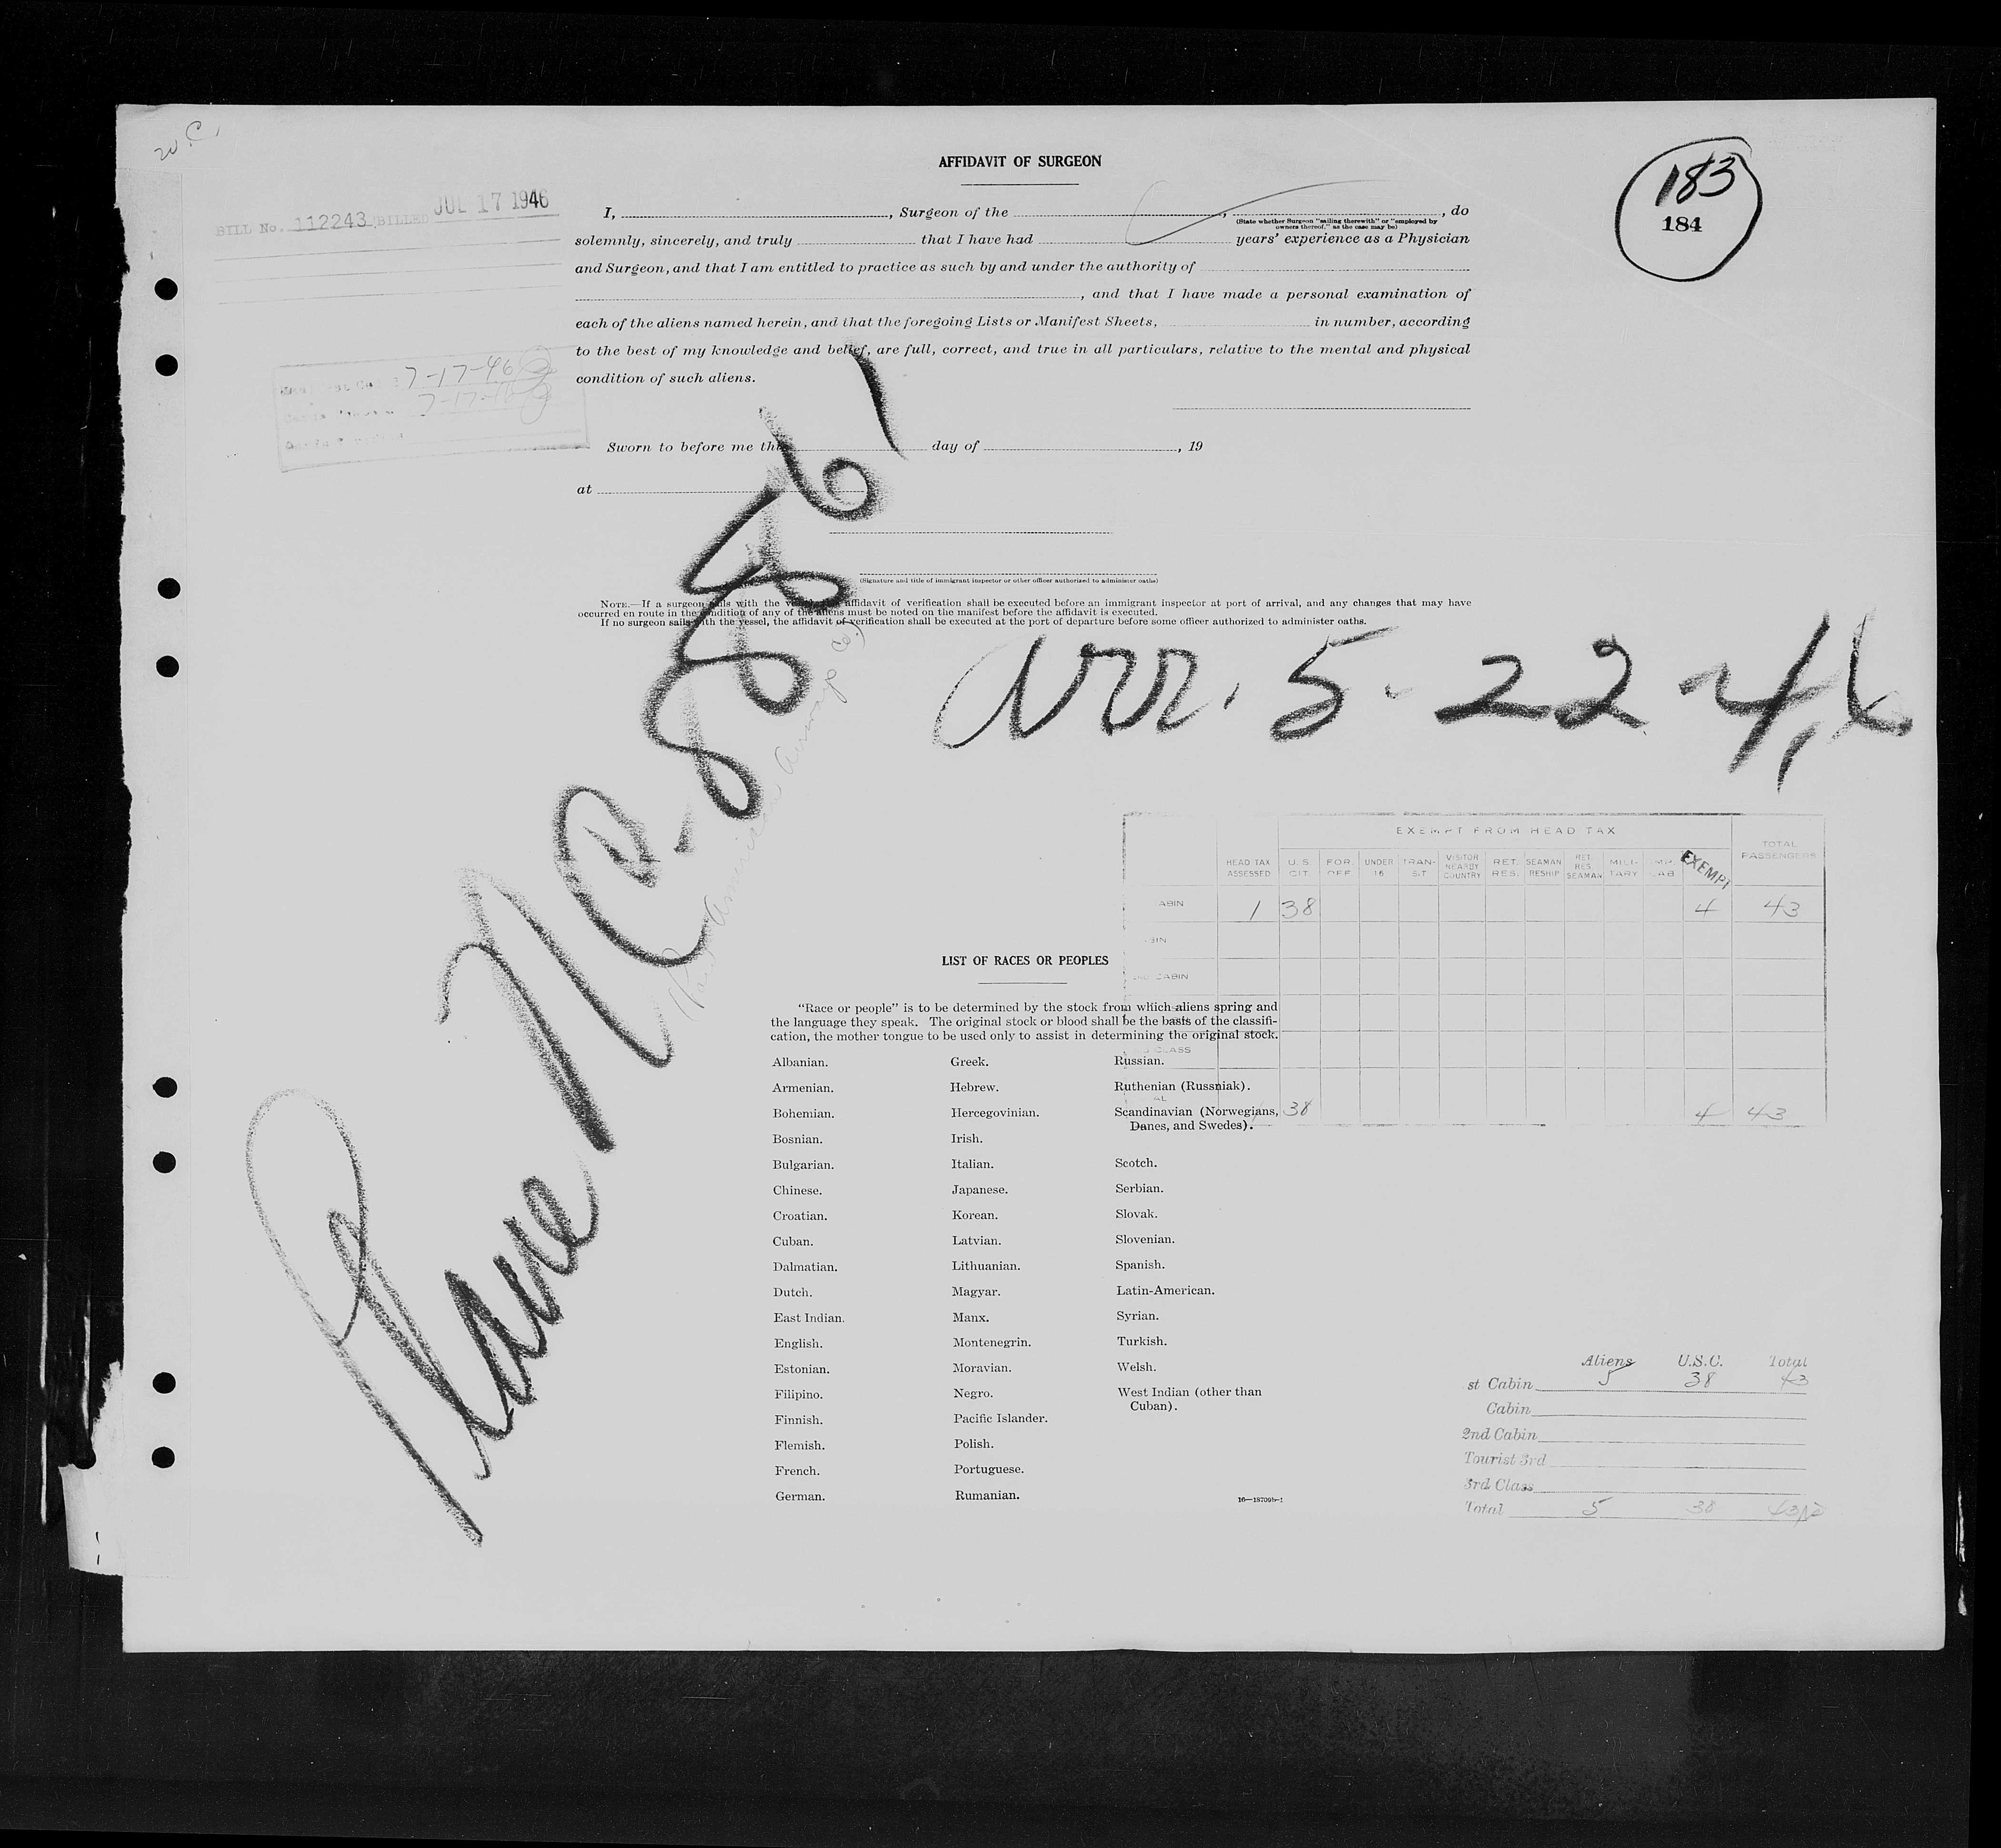 W.C.
AFFIDAVIT OF SURGEON
183
184
BILL No. 112243 BILLED JUL 17 1946
I, , Surgeon of the , , do
(State whether Surgeon "sailing therewith" or "employed by
owners thereof," as the case may be)
solemnly, sincerely, and truly that I have had years' experience as a Physician
and Surgeon, and that I am entitled to practice as such by and under the authority of
, and that I have made a personal examination of
each of the aliens named herein, and that the foregoing Lists or Manifest Sheets, in number, according
to the best of my knowledge and belief, are full, correct, and true in all particulars, relative to the mental and physical
condition of such aliens.
7-17-46
7-17-46
Sworn to before me this day of , 19
at
(Signature and title of immigrant inspector or other officer authorized to administer oaths)
NOTE.—If a surgeon sails with the vessel, the affidavit of verification shall be executed before an immigrant inspector at port of arrival, and any changes that may have
occurred en route in the condition of any of the aliens must be noted on the manifest before the affidavit is executed.
If no surgeon sails with the vessel, the affidavit of verification shall be executed at the port of departure before some officer authorized to administer oaths.
Plane NC-88861
(Pan American Airways Co)
Arr. 5-22-46
EXEMPT FROM HEAD TAX
HEAD TAX ASSESSED U.S. CIT. FOR. OFF UNDER 16 TRAN-SIT VISITOR NEARBY COUNTRY RET. RES. SEAMAN RESHIP RET. RES. SEAMAN MILI-TARY EXEMPT TOTAL PASSENGERS
CABIN 1 38 4 43
CABIN
2ND CABIN
CLASS
38 4 43
LIST OF RACES OR PEOPLES
"Race or people" is to be determined by the stock from which aliens spring and
the language they speak. The original stock or blood shall be the basis of the classifi-
cation, the mother tongue to be used only to assist in determining the original stock.
Albanian.
Armenian.
Bohemian.
Bosnian.
Bulgarian.
Chinese.
Croatian.
Cuban.
Dalmatian.
Dutch.
East Indian.
English.
Estonian.
Filipino.
Finnish.
Flemish.
French.
German.
Greek.
Hebrew.
Hercegovinian.
Irish.
Italian.
Japanese.
Korean.
Latvian.
Lithuanian.
Magyar.
Manx.
Montenegrin.
Moravian.
Negro.
Pacific Islander.
Polish.
Portuguese.
Rumanian.
Russian.
Ruthenian (Russniak).
Scandinavian (Norwegians,
Danes, and Swedes).
Scotch.
Serbian.
Slovak.
Slovenian.
Spanish.
Latin-American.
Syrian.
Turkish.
Welsh.
West Indian (other than
Cuban).
16—18709b-1
Aliens U.S.C. Total
st Cabin 5 38 43
Cabin
2nd Cabin
Tourist 3rd
3rd Class
Total 5 38 43